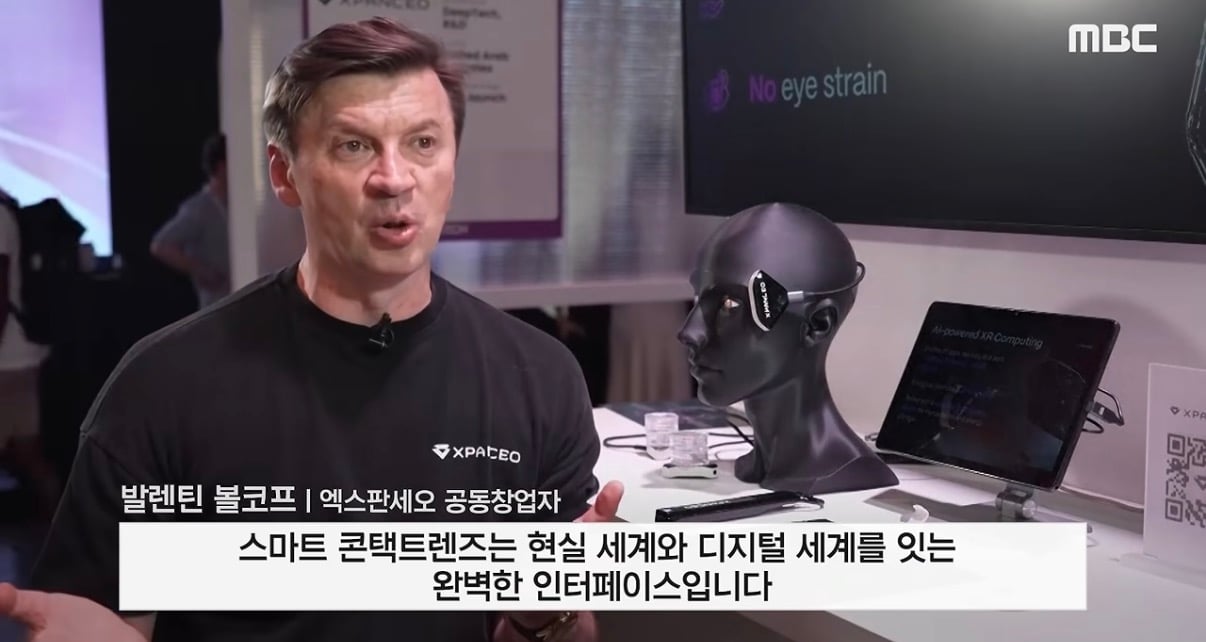 XPANCEO
DeepTech,
R&D
MBC
No eye strain
XPANCEO
AI-powered XR Computing
XPANCEO
발렌틴 볼코프 | 엑스판세오 공동창업자
스마트 콘택트렌즈는 현실 세계와 디지털 세계를 잇는
완벽한 인터페이스입니다